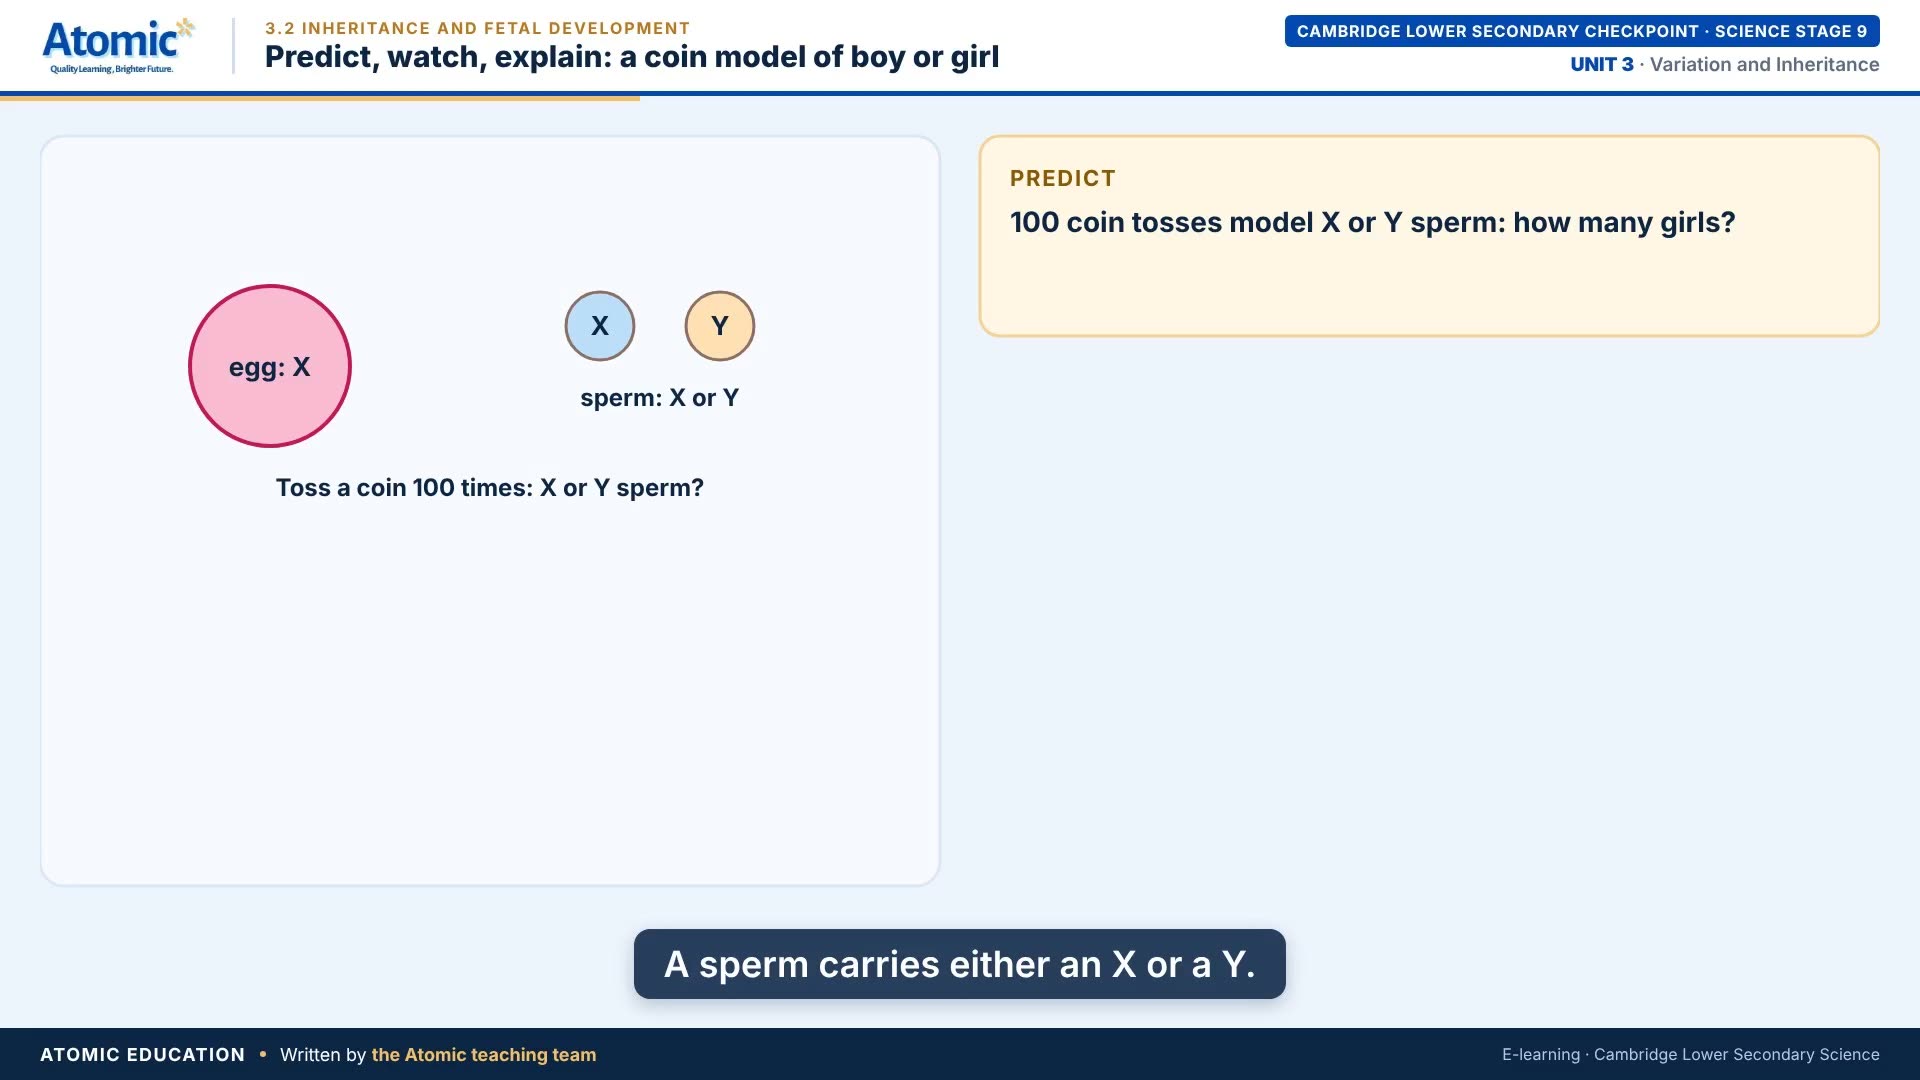 Atomic
Quality Learning, Brighter Future.
3.2 INHERITANCE AND FETAL DEVELOPMENT
Predict, watch, explain: a coin model of boy or girl
CAMBRIDGE LOWER SECONDARY CHECKPOINT · SCIENCE STAGE 9
UNIT 3 · Variation and Inheritance
egg: X
X
Y
sperm: X or Y
Toss a coin 100 times: X or Y sperm?
PREDICT
100 coin tosses model X or Y sperm: how many girls?
A sperm carries either an X or a Y.
ATOMIC EDUCATION • Written by the Atomic teaching team
E-learning · Cambridge Lower Secondary Science